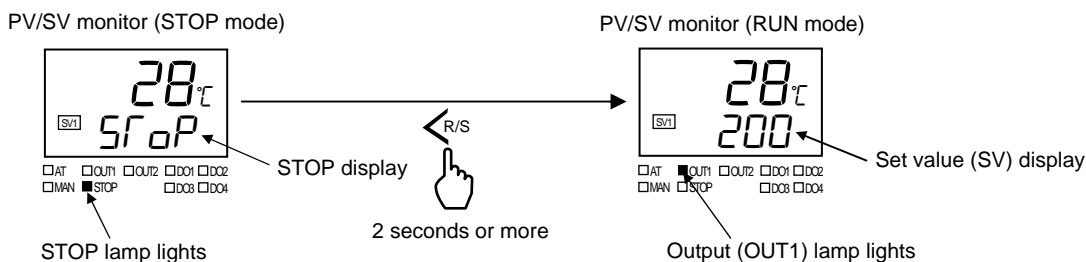 PV/SV monitor (STOP mode)
28 ℃
SV1
SToP
AT OUT1 OUT2 DO1 DO2
MAN STOP DO3 DO4
STOP display
STOP lamp lights
R/S
2 seconds or more
PV/SV monitor (RUN mode)
28 ℃
SV1
200
AT OUT1 OUT2 DO1 DO2
MAN STOP DO3 DO4
Set value (SV) display
Output (OUT1) lamp lights